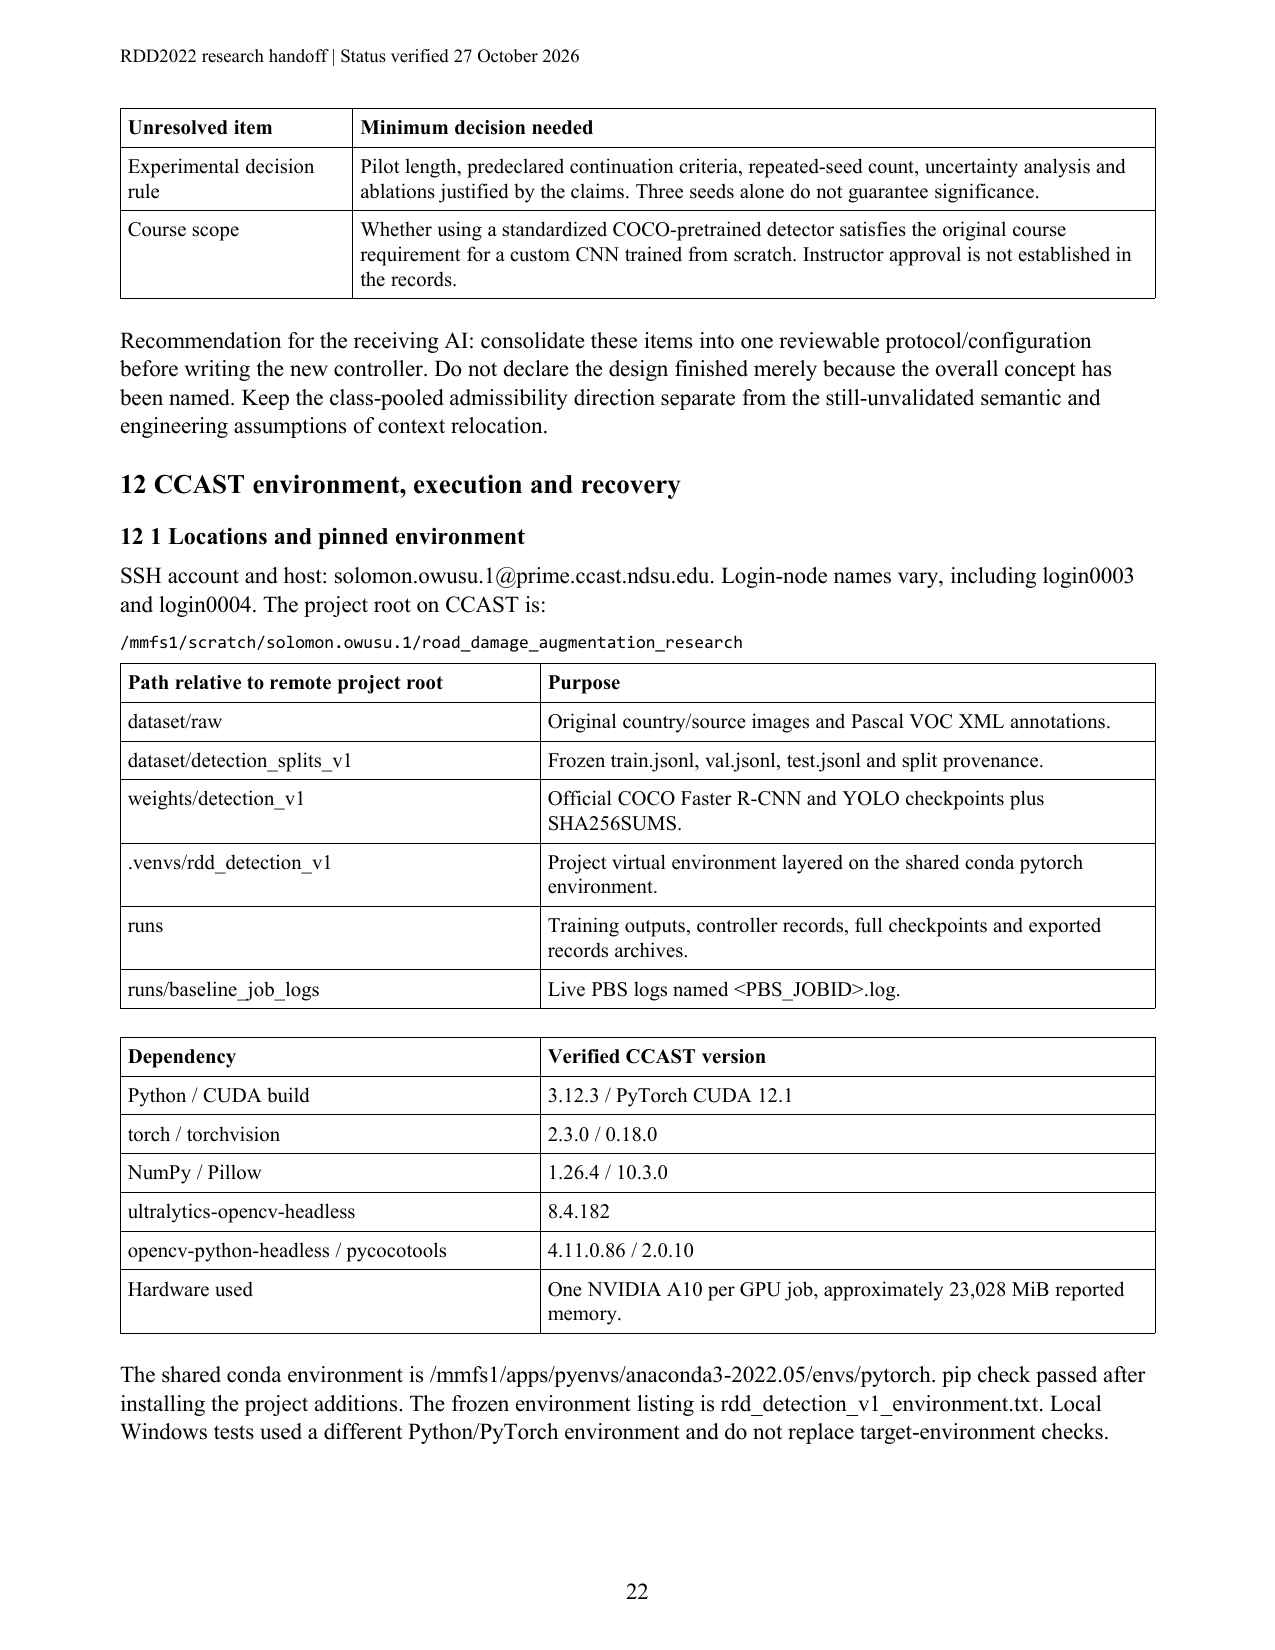 RDD2022 research handoff | Status verified 27 October 2026
Unresolved item
Minimum decision needed
Experimental decision
rule
Pilot length, predeclared continuation criteria, repeated-seed count, uncertainty analysis and
ablations justified by the claims. Three seeds alone do not guarantee significance.
Course scope
Whether using a standardized COCO-pretrained detector satisfies the original course
requirement for a custom CNN trained from scratch. Instructor approval is not established in
the records.
Recommendation for the receiving AI: consolidate these items into one reviewable protocol/configuration
before writing the new controller. Do not declare the design finished merely because the overall concept has
been named. Keep the class-pooled admissibility direction separate from the still-unvalidated semantic and
engineering assumptions of context relocation.
12 CCAST environment, execution and recovery
12 1 Locations and pinned environment
SSH account and host: solomon.owusu.1@prime.ccast.ndsu.edu. Login-node names vary, including login0003
and login0004. The project root on CCAST is:
/mmfs1/scratch/solomon.owusu.1/road_damage_augmentation_research
Path relative to remote project root
Purpose
dataset/raw
Original country/source images and Pascal VOC XML annotations.
dataset/detection_splits_v1
Frozen train.jsonl, val.jsonl, test.jsonl and split provenance.
weights/detection_v1
Official COCO Faster R-CNN and YOLO checkpoints plus
SHA256SUMS.
.venvs/rdd_detection_v1
Project virtual environment layered on the shared conda pytorch
environment.
runs
Training outputs, controller records, full checkpoints and exported
records archives.
runs/baseline_job_logs
Live PBS logs named <PBS_JOBID>.log.
Dependency
Verified CCAST version
Python / CUDA build
3.12.3 / PyTorch CUDA 12.1
torch / torchvision
2.3.0 / 0.18.0
NumPy / Pillow
1.26.4 / 10.3.0
ultralytics-opencv-headless
8.4.182
opencv-python-headless / pycocotools
4.11.0.86 / 2.0.10
Hardware used
One NVIDIA A10 per GPU job, approximately 23,028 MiB reported
memory.
The shared conda environment is /mmfs1/apps/pyenvs/anaconda3-2022.05/envs/pytorch. pip check passed after
installing the project additions. The frozen environment listing is rdd_detection_v1_environment.txt. Local
Windows tests used a different Python/PyTorch environment and do not replace target-environment checks.
22